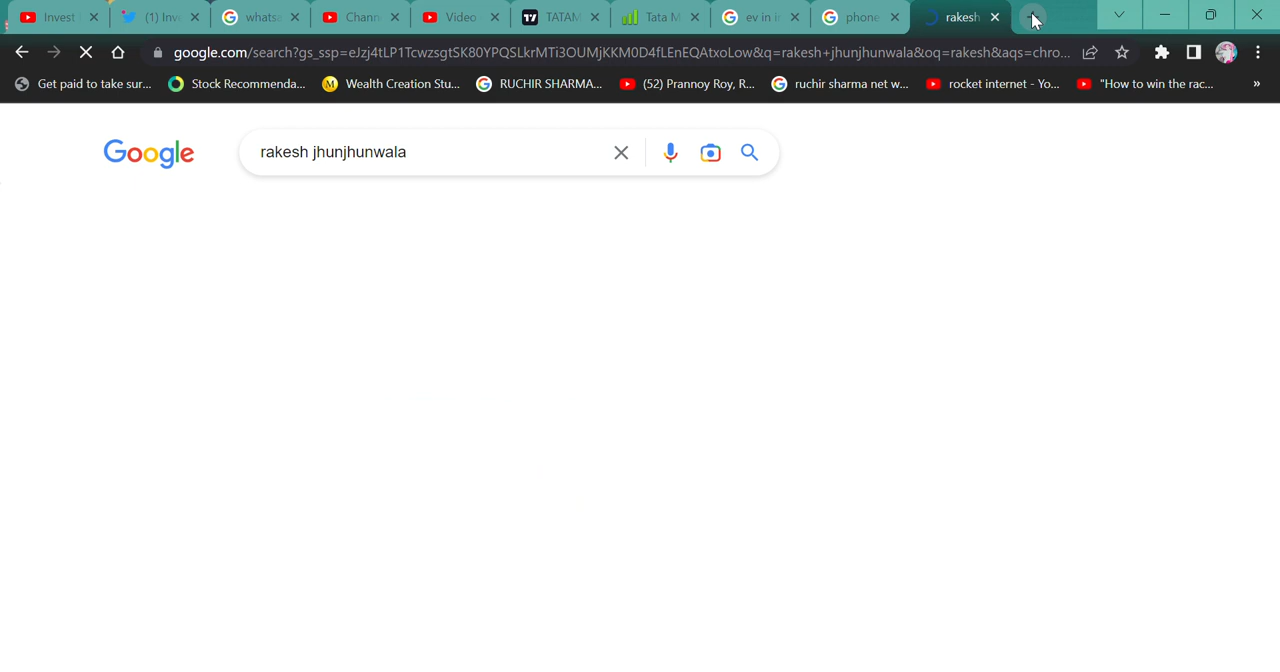 Invest
(1) Inv
whatsa
Chann
Video
TATAM
Tata M
ev in i
phone
rakesh
google.com/search?gs_ssp=eJzj4tLP1TcwzsgtSK80YPQSLkrMTi3OUMjKKM0D4fLEnEQAtxoLow&q=rakesh+jhunjhunwala&oq=rakesh&aqs=chro...
Get paid to take sur...
Stock Recommenda...
M
Wealth Creation Stu...
RUCHIR SHARMA...
(52) Prannoy Roy, R...
ruchir sharma net w...
rocket internet - Yo...
"How to win the rac...
»
Google
rakesh jhunjhunwala